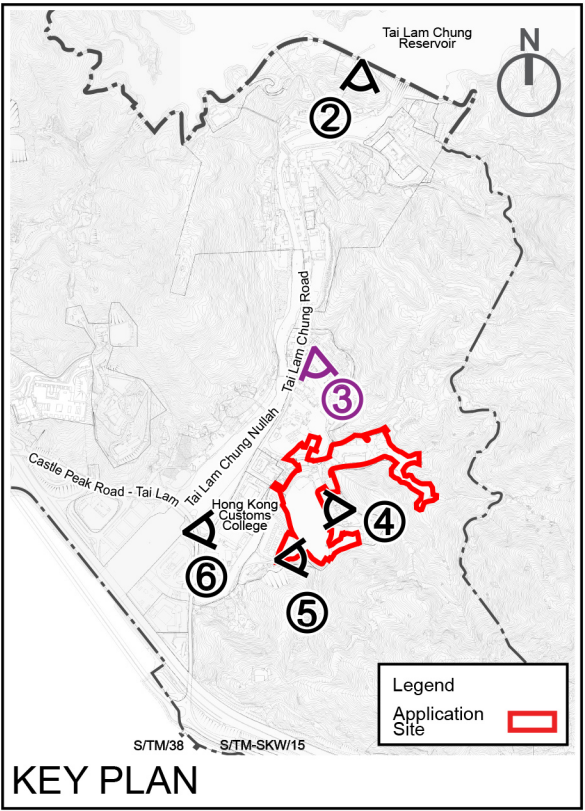 Tai Lam Chung
Reservoir
N
②
Tai Lam Chung Road
③
Tai Lam Chung Nullah
Castle Peak Road - Tai Lam
Hong Kong
Customs
College
④
⑥
⑤
Legend
Application
Site
S/TM/38
S/TM-SKW/15
KEY PLAN